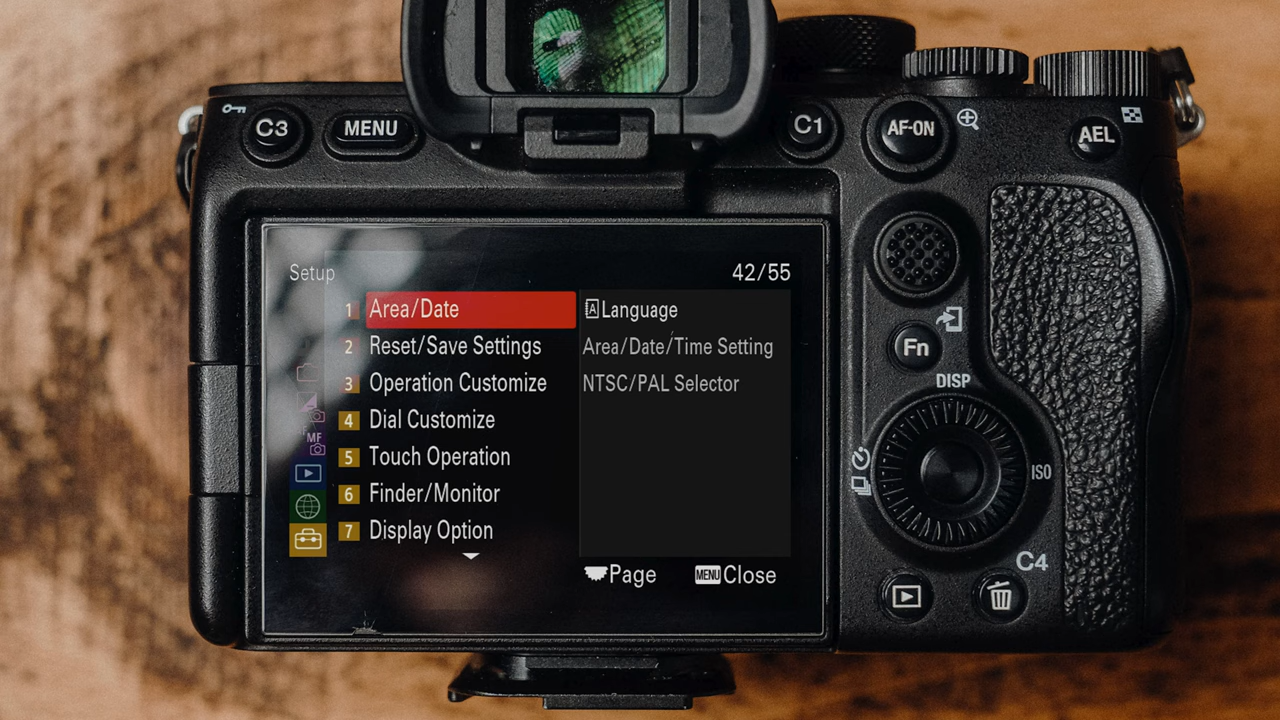 C3
MENU
C1
AF-ON
AEL
Setup
42/55
1 Area/Date
2 Reset/Save Settings
3 Operation Customize
4 Dial Customize
5 Touch Operation
6 Finder/Monitor
7 Display Option
MF
A Language
Area/Date/Time Setting
NTSC/PAL Selector
Page
MENU Close
Fn
DISP
ISO
C4